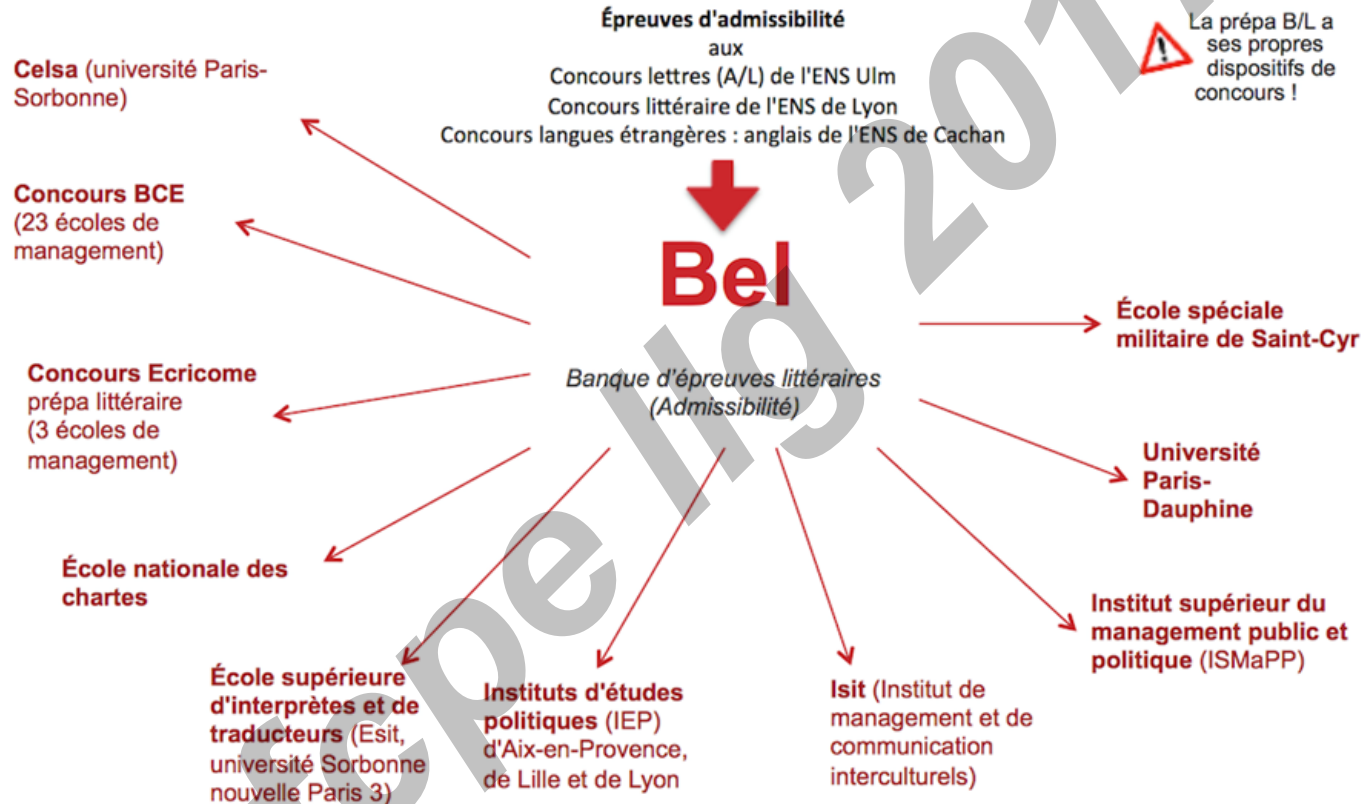 Épreuves d'admissibilité
aux
Concours lettres (A/L) de l'ENS Ulm
Concours littéraire de l'ENS de Lyon
Concours langues étrangères : anglais de l'ENS de Cachan
La prépa B/L a
ses propres
dispositifs de
concours !
Celsa (université Paris-
Sorbonne)
Concours BCE
(23 écoles de
management)
Bel
Banque d'épreuves littéraires
(Admissibilité)
Concours Ecricome
prépa littéraire
(3 écoles de
management)
École spéciale
militaire de Saint-Cyr
Université
Paris-
Dauphine
École nationale des
chartes
Institut supérieur du
management public et
politique (ISMaPP)
École supérieure
d'interprètes et de
traducteurs (Esit,
université Sorbonne
nouvelle Paris 3)
Instituts d'études
politiques (IEP)
d'Aix-en-Provence,
de Lille et de Lyon
Isit (Institut de
management et de
communication
interculturels)
fcpe llg